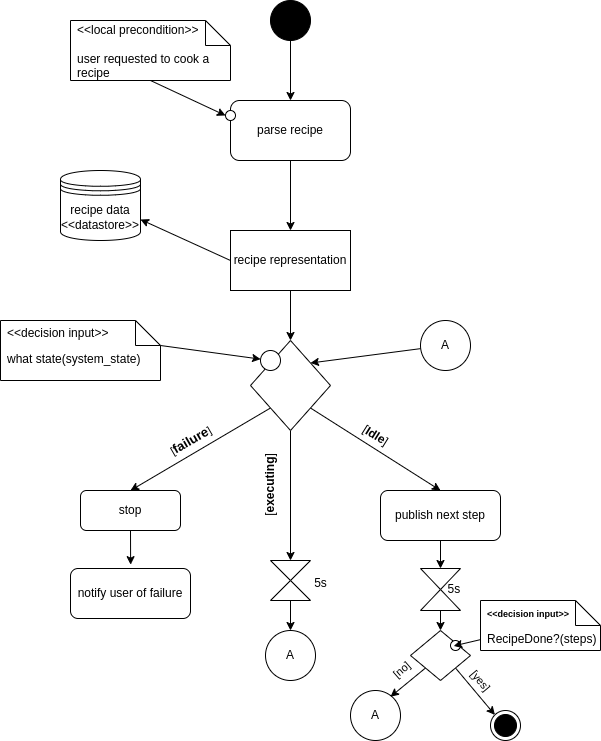 <<local precondition>>
user requested to cook a
recipe
parse recipe
recipe data
<<datastore>>
recipe representation
<<decision input>>
what state(system_state)
A
[failure]
[executing]
[Idle]
stop
publish next step
notify user of failure
5s
5s
<<decision input>>
RecipeDone?(steps)
A
[no]
[yes]
A